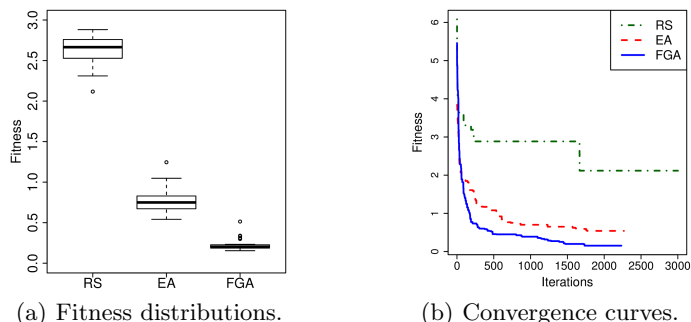 Fitness
0.0
0.5
1.0
1.5
2.0
2.5
3.0
RS EA FGA
(a) Fitness distributions.
Fitness
0
1
2
3
4
5
6
RS
EA
FGA
0 500 1000 1500 2000 2500 3000
Iterations
(b) Convergence curves.